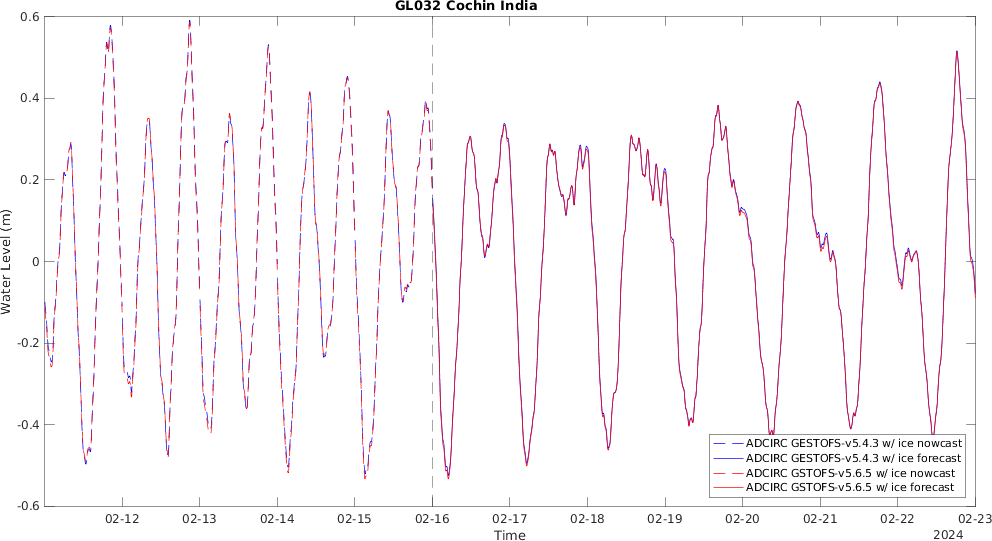 GL032 Cochin India
0.6
0.4
0.2
0
-0.2
-0.4
-0.6
Water Level (m)
02-12 02-13 02-14 02-15 02-16 02-17 02-18 02-19 02-20 02-21 02-22 02-23
Time
2024
ADCIRC GESTOFS-v5.4.3 w/ ice nowcast
ADCIRC GESTOFS-v5.4.3 w/ ice forecast
ADCIRC GSTOFS-v5.6.5 w/ ice nowcast
ADCIRC GSTOFS-v5.6.5 w/ ice forecast